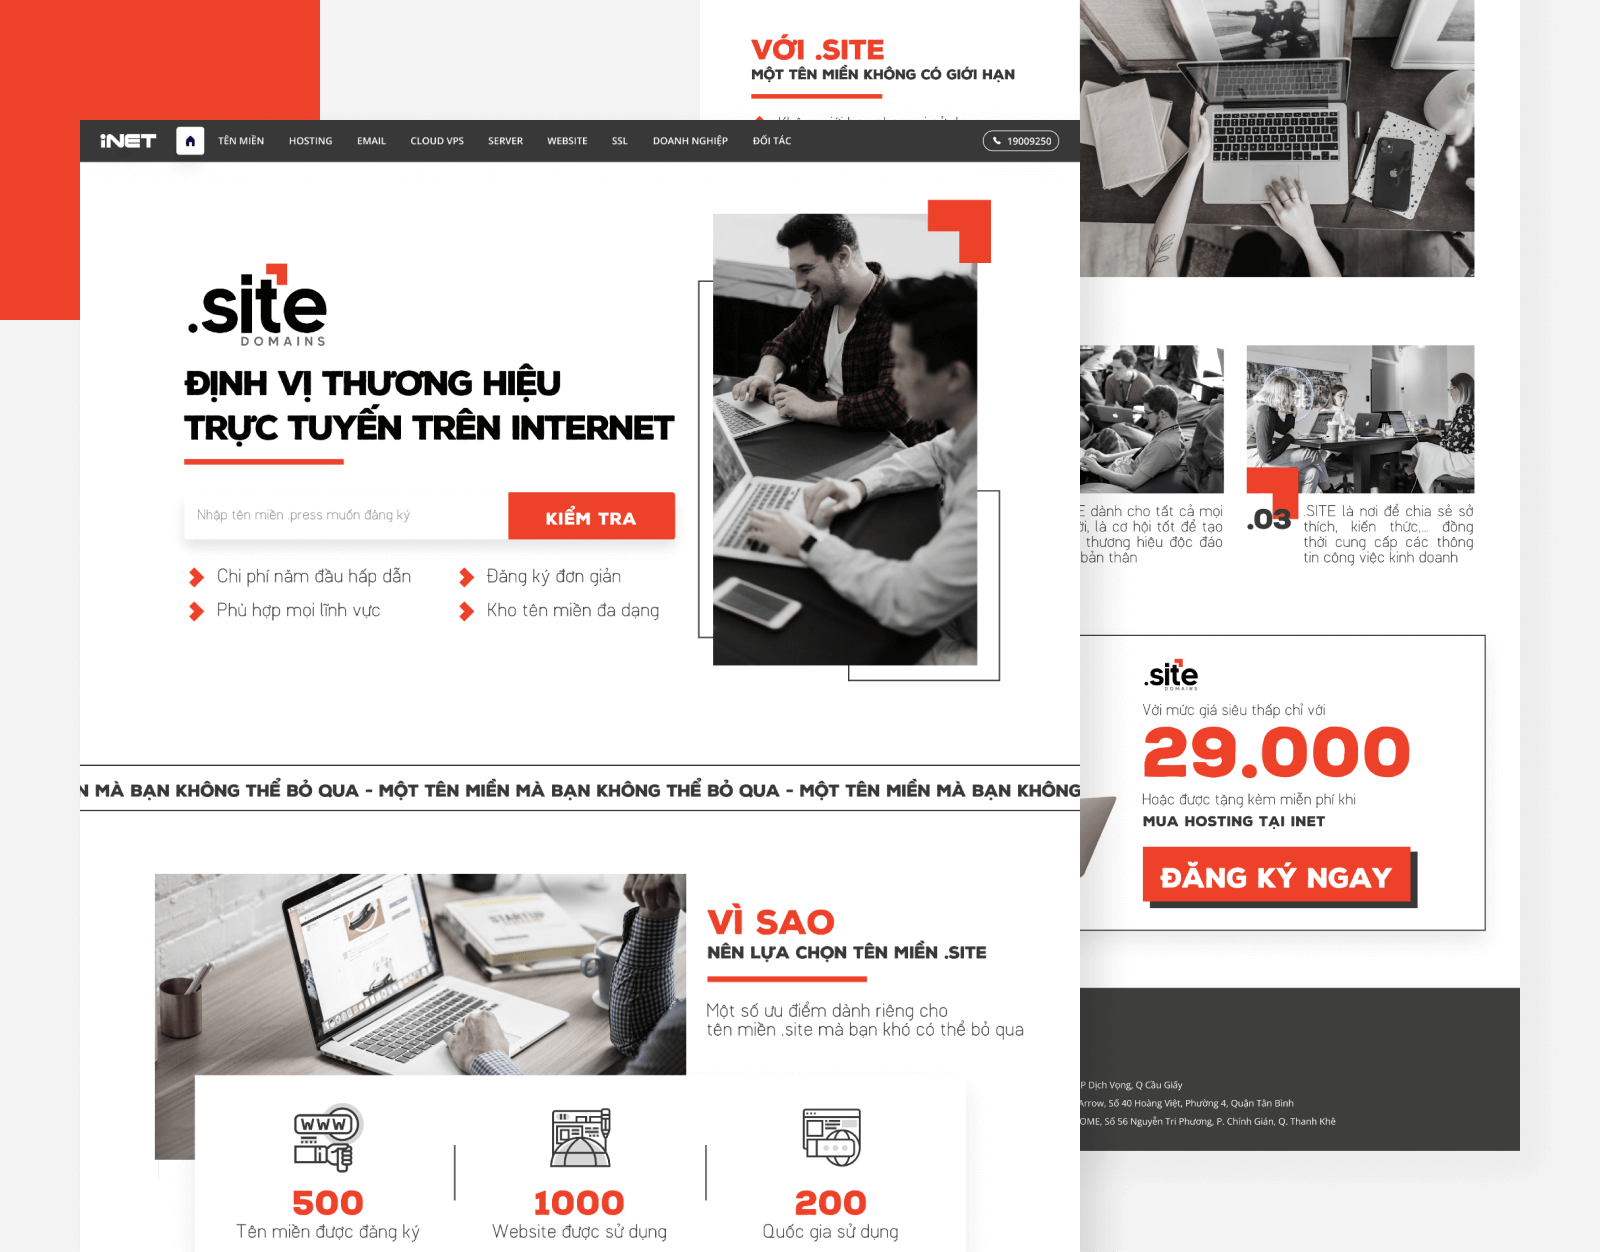 VỚI .SITE
MỘT TÊN MIỀN KHÔNG CÓ GIỚI HẠN
iNET
TÊN MIỀN
HOSTING
EMAIL
CLOUD VPS
SERVER
WEBSITE
SSL
DOANH NGHIỆP
ĐỐI TÁC
19009250
.site
DOMAINS
ĐỊNH VỊ THƯƠNG HIỆU
TRỰC TUYẾN TRÊN INTERNET
Nhập tên miền .press muốn đăng ký
KIỂM TRA
Chi phí năm đầu hấp dẫn
Đăng ký đơn giản
Phù hợp mọi lĩnh vực
Kho tên miền đa dạng
N MÀ BẠN KHÔNG THỂ BỎ QUA - MỘT TÊN MIỀN MÀ BẠN KHÔNG THỂ BỎ QUA - MỘT TÊN MIỀN MÀ BẠN KHÔNG
STARTUP
VÌ SAO
NÊN LỰA CHỌN TÊN MIỀN .SITE
Một số ưu điểm dành riêng cho
tên miền .site mà bạn khó có thể bỏ qua
WWW
500
Tên miền được đăng ký
1000
Website được sử dụng
200
Quốc gia sử dụng
E dành cho tất cả mọi
ời, là cơ hội tốt để tạo
thương hiệu độc đáo
bản thân
.03
.SITE là nơi để chia sẻ sở
thích, kiến thức,... đồng
thời cung cấp các thông
tin công việc kinh doanh
.site
DOMAINS
Với mức giá siêu thấp chỉ với
29.000
Hoặc được tặng kèm miễn phí khi
MUA HOSTING TẠI INET
ĐĂNG KÝ NGAY
P Dịch Vọng, Q Cầu Giấy
Arrow, Số 40 Hoàng Việt, Phường 4, Quận Tân Bình
OME, Số 56 Nguyễn Tri Phương, P. Chính Gián, Q. Thanh Khê